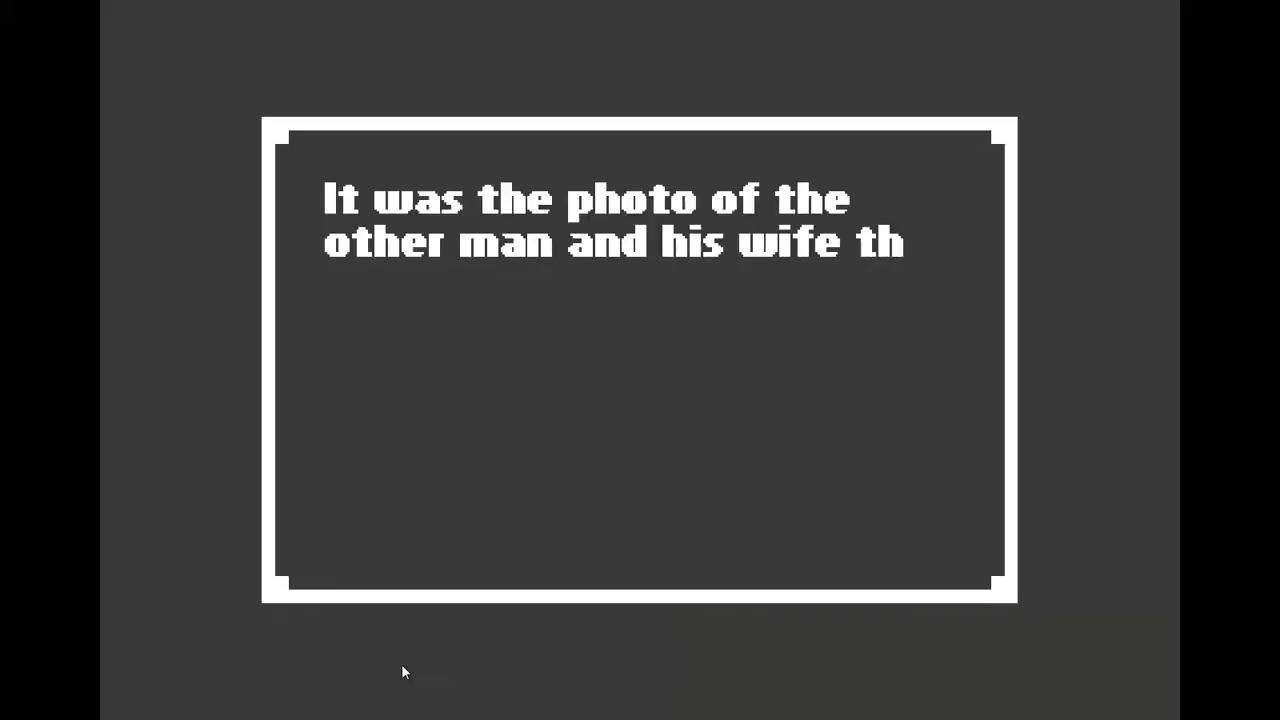 It was the photo of the
other man and his wife th